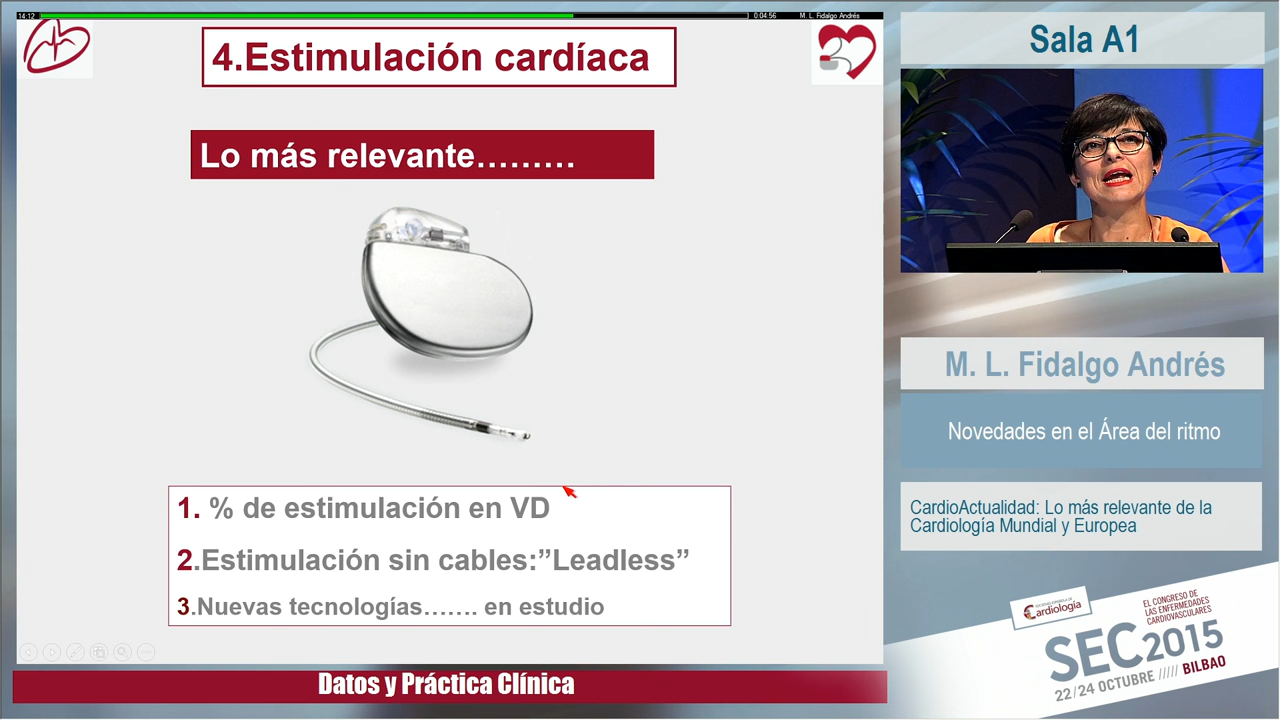 14:12
0:04:56
M. L. Fidalgo Andrés
4.Estimulación cardíaca
Lo más relevante………
1. % de estimulación en VD
2.Estimulación sin cables:”Leadless”
3.Nuevas tecnologías……. en estudio
Datos y Práctica Clínica
Sala A1
M. L. Fidalgo Andrés
Novedades en el Área del ritmo
CardioActualidad: Lo más relevante de la
Cardiología Mundial y Europea
SOCIEDAD ESPAÑOLA DE
Cardiología
EL CONGRESO DE
LAS ENFERMEDADES
CARDIOVASCULARES
SEC2015
22/24 OCTUBRE ///// BILBAO